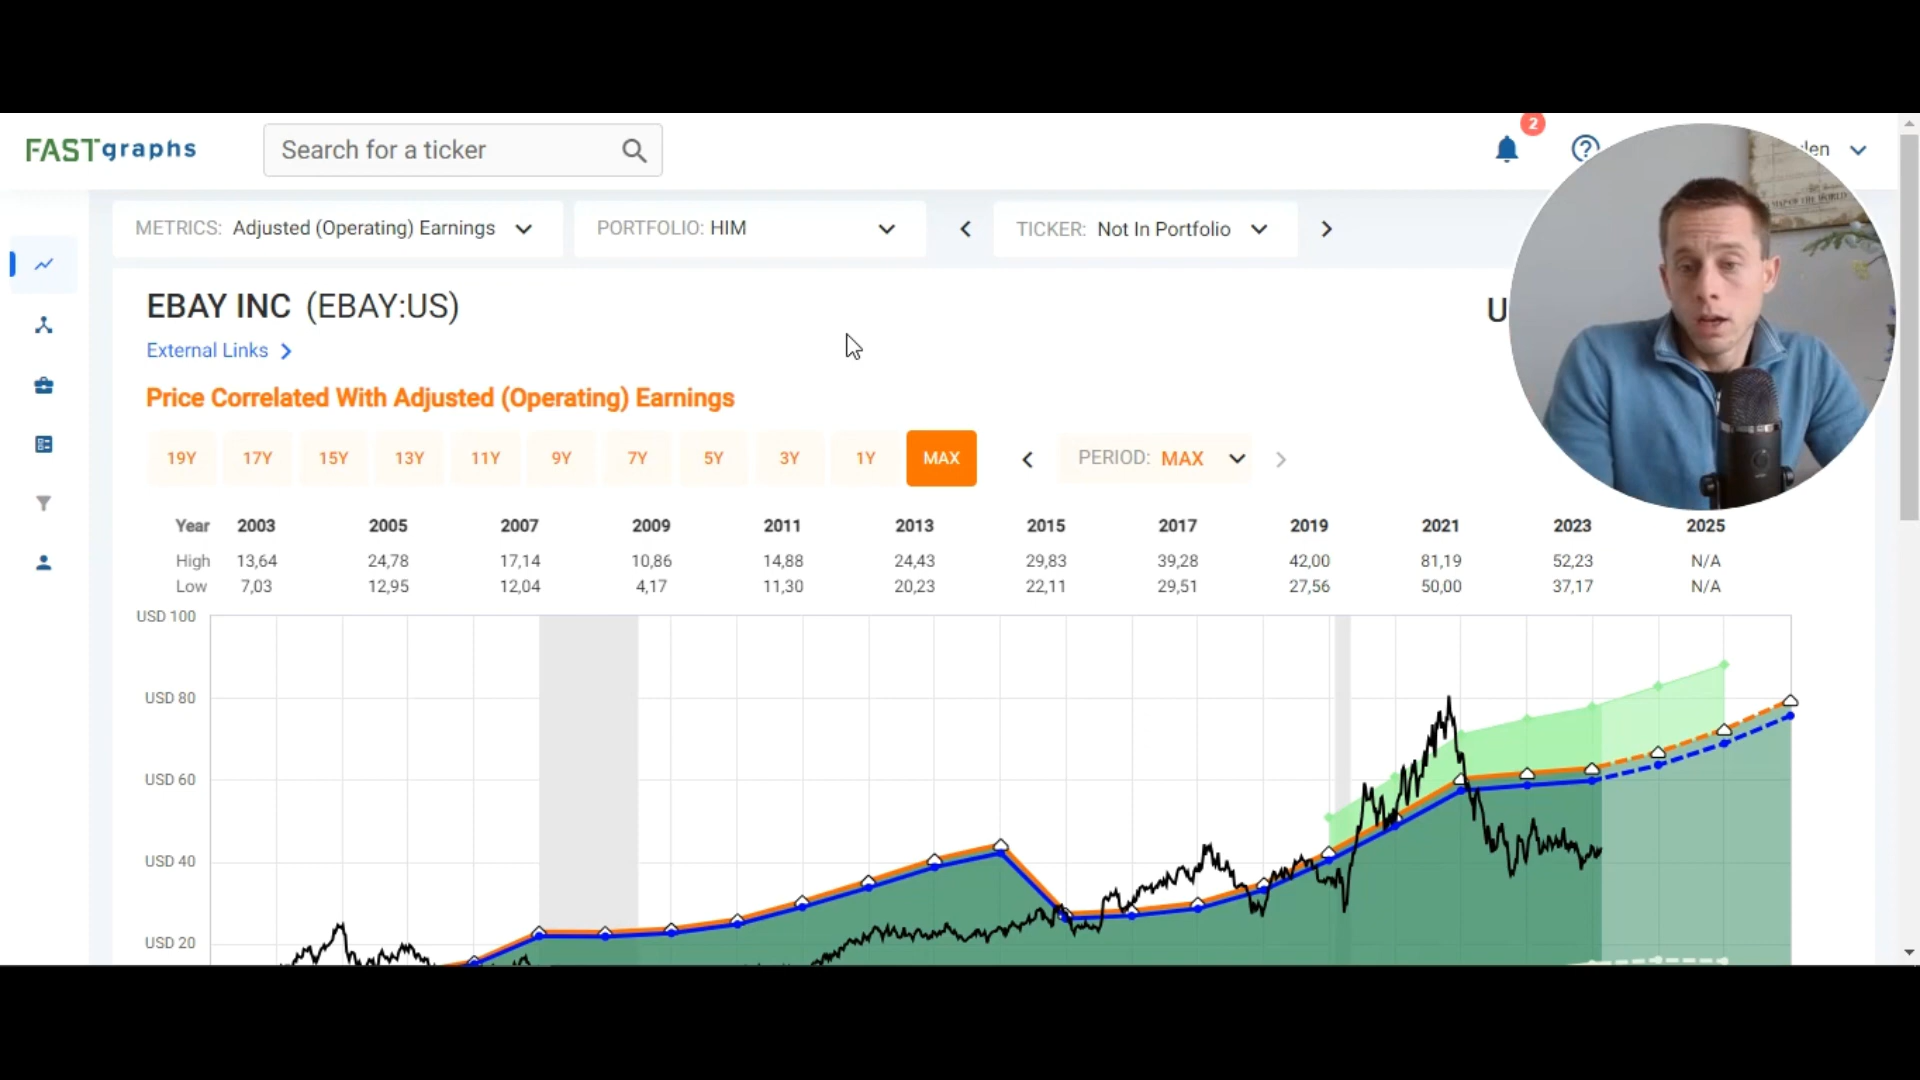 FAST graphs
Search for a ticker
2
len
METRICS: Adjusted (Operating) Earnings
PORTFOLIO: HIM
TICKER: Not In Portfolio
EBAY INC (EBAY:US)
U
External Links
Price Correlated With Adjusted (Operating) Earnings
19Y 17Y 15Y 13Y 11Y 9Y 7Y 5Y 3Y 1Y MAX PERIOD: MAX
Year 2003 2005 2007 2009 2011 2013 2015 2017 2019 2021 2023 2025
High 13,64 24,78 17,14 10,86 14,88 24,43 29,83 39,28 42,00 81,19 52,23 N/A
Low 7,03 12,95 12,04 4,17 11,30 20,23 22,11 29,51 27,56 50,00 37,17 N/A
USD 100
USD 80
USD 60
USD 40
USD 20